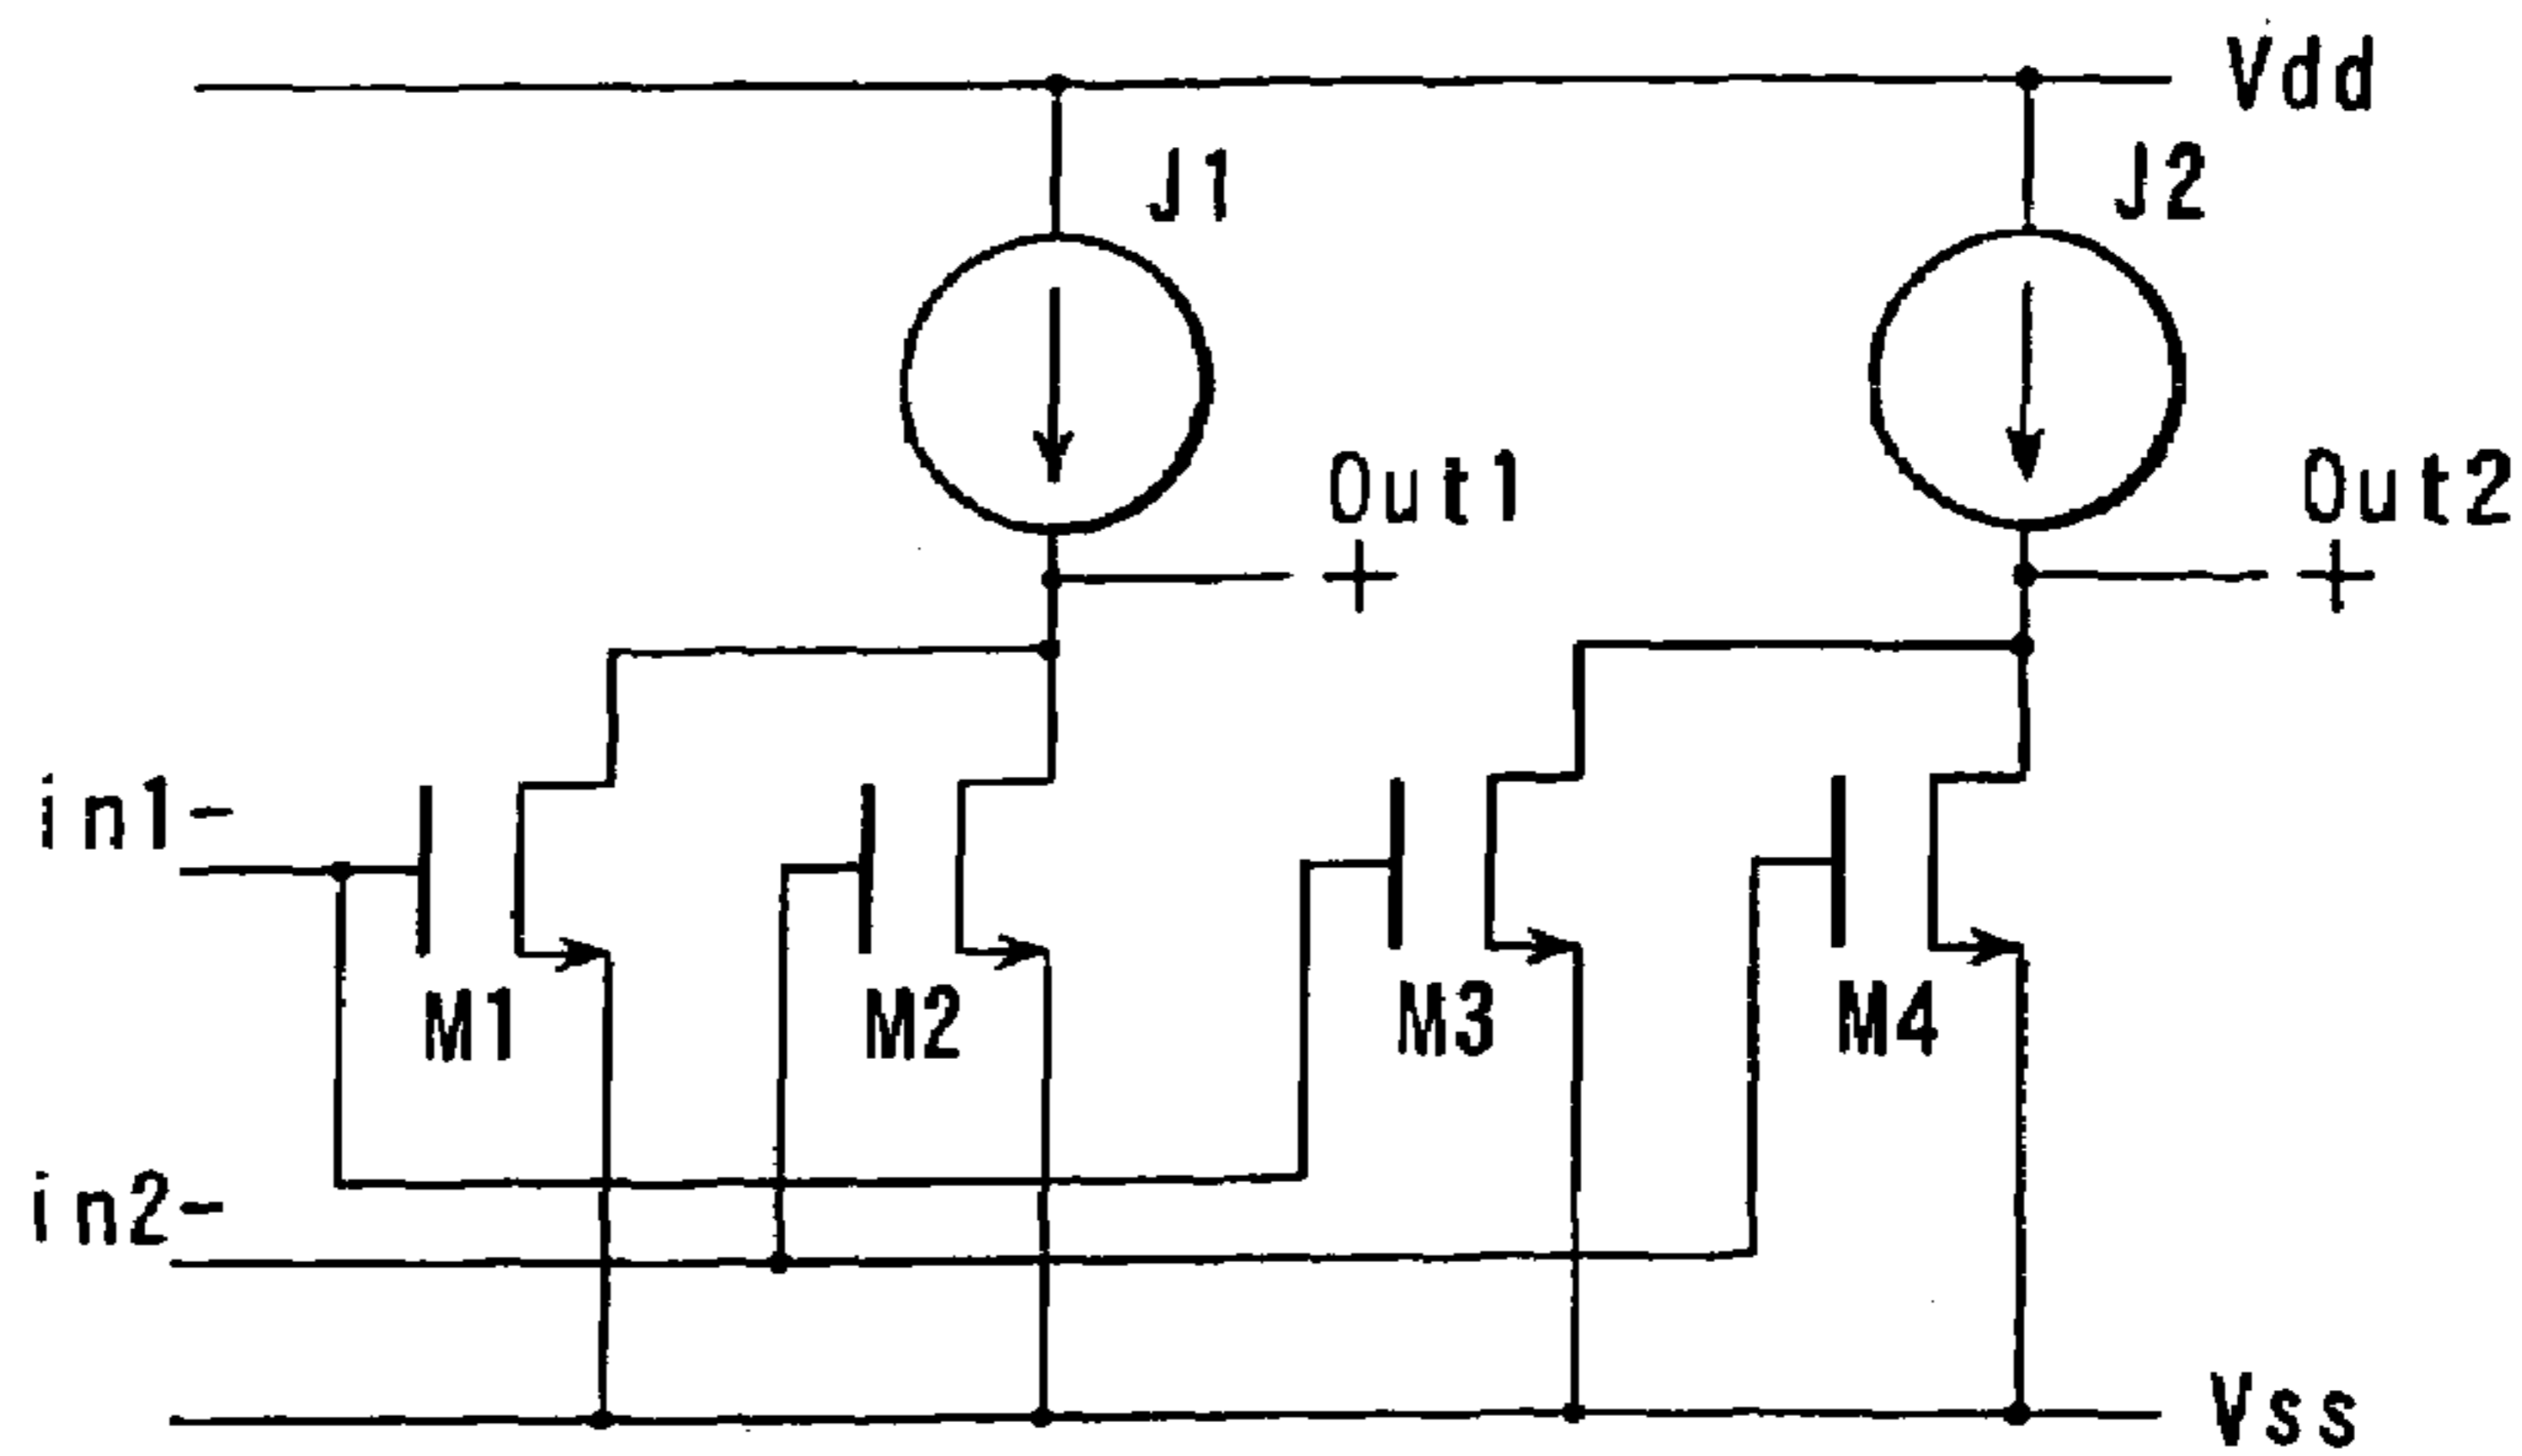 Vdd
J1
J2
Out1
+
Out2
+
in1-
M1
M2
M3
M4
in2-
Vss